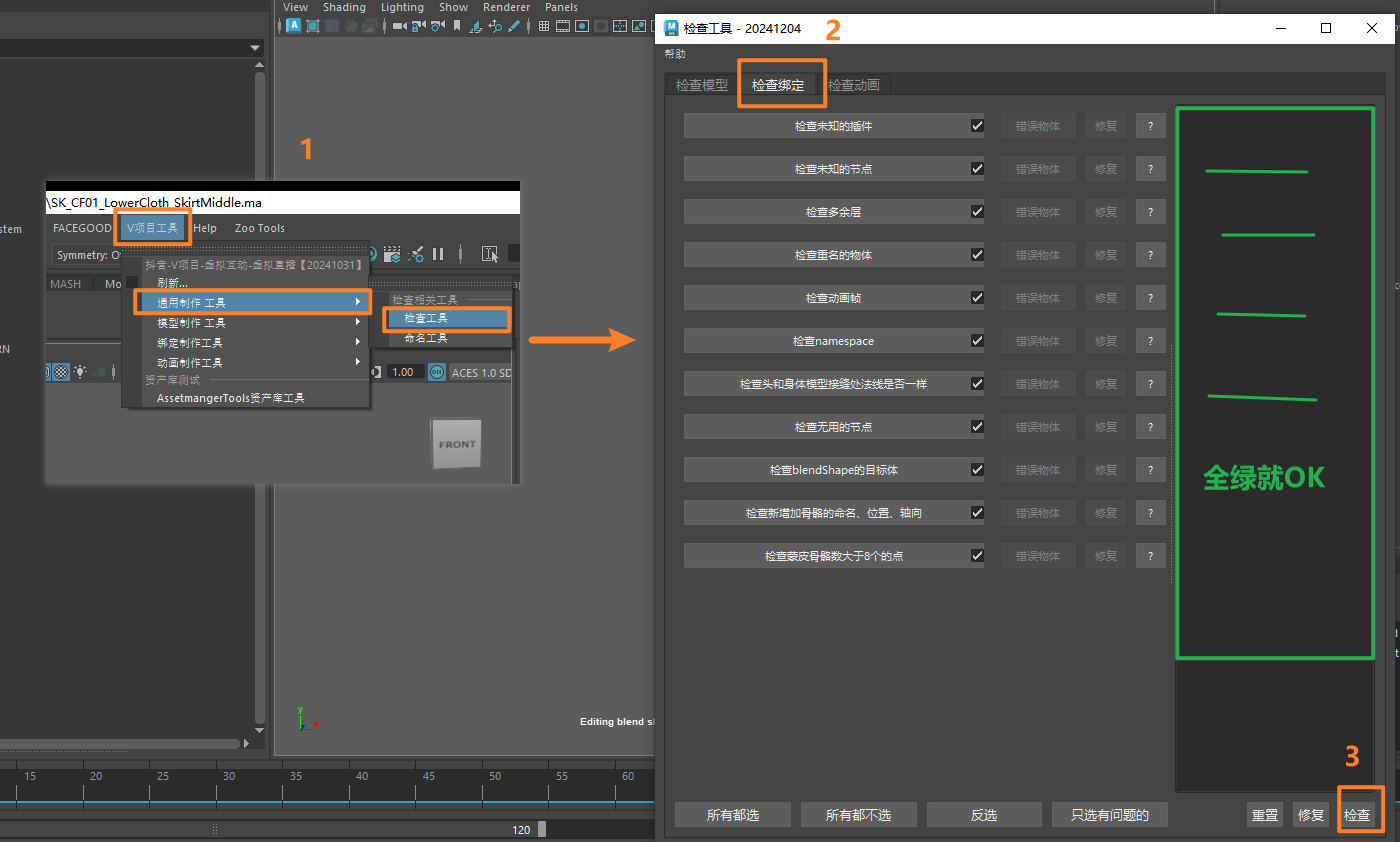 View Shading Lighting Show Renderer Panels
检查工具 - 20241204
2
帮助
检查模型 检查绑定 检查动画
检查未知的插件 错误物体 修复 ?
检查未知的节点 错误物体 修复 ?
检查多余层 错误物体 修复 ?
检查重名的物体 错误物体 修复 ?
检查动画帧 错误物体 修复 ?
检查namespace 错误物体 修复 ?
检查头和身体模型接缝处法线是否一样 错误物体 修复 ?
检查无用的节点 错误物体 修复 ?
检查blendShape的目标体 错误物体 修复 ?
检查新增加骨骼的命名、位置、轴向 错误物体 修复 ?
检查蒙皮骨骼数大于8个的点 错误物体 修复 ?
全绿就OK
3
所有都选 所有都不选 反选 只选有问题的 重置 修复 检查
1
\SK_CF01_LowerCloth_SkirtMiddle.ma
FACEGOOD V项目工具 Help Zoo Tools
Symmetry: O
抖音-V项目-虚拟互动-虚拟直播【20241031】
MASH Mo
刷新...
通用制作 工具
模型制作 工具
绑定制作工具
动画制作工具
资产库测试
AssetmangerTools资产库工具
检查相关工具
检查工具
命名工具
1.00 ON ACES 1.0 SD
FRONT
stem
RN
y
x
Editing blend s
15 20 25 30 35 40 45 50 55 60
120